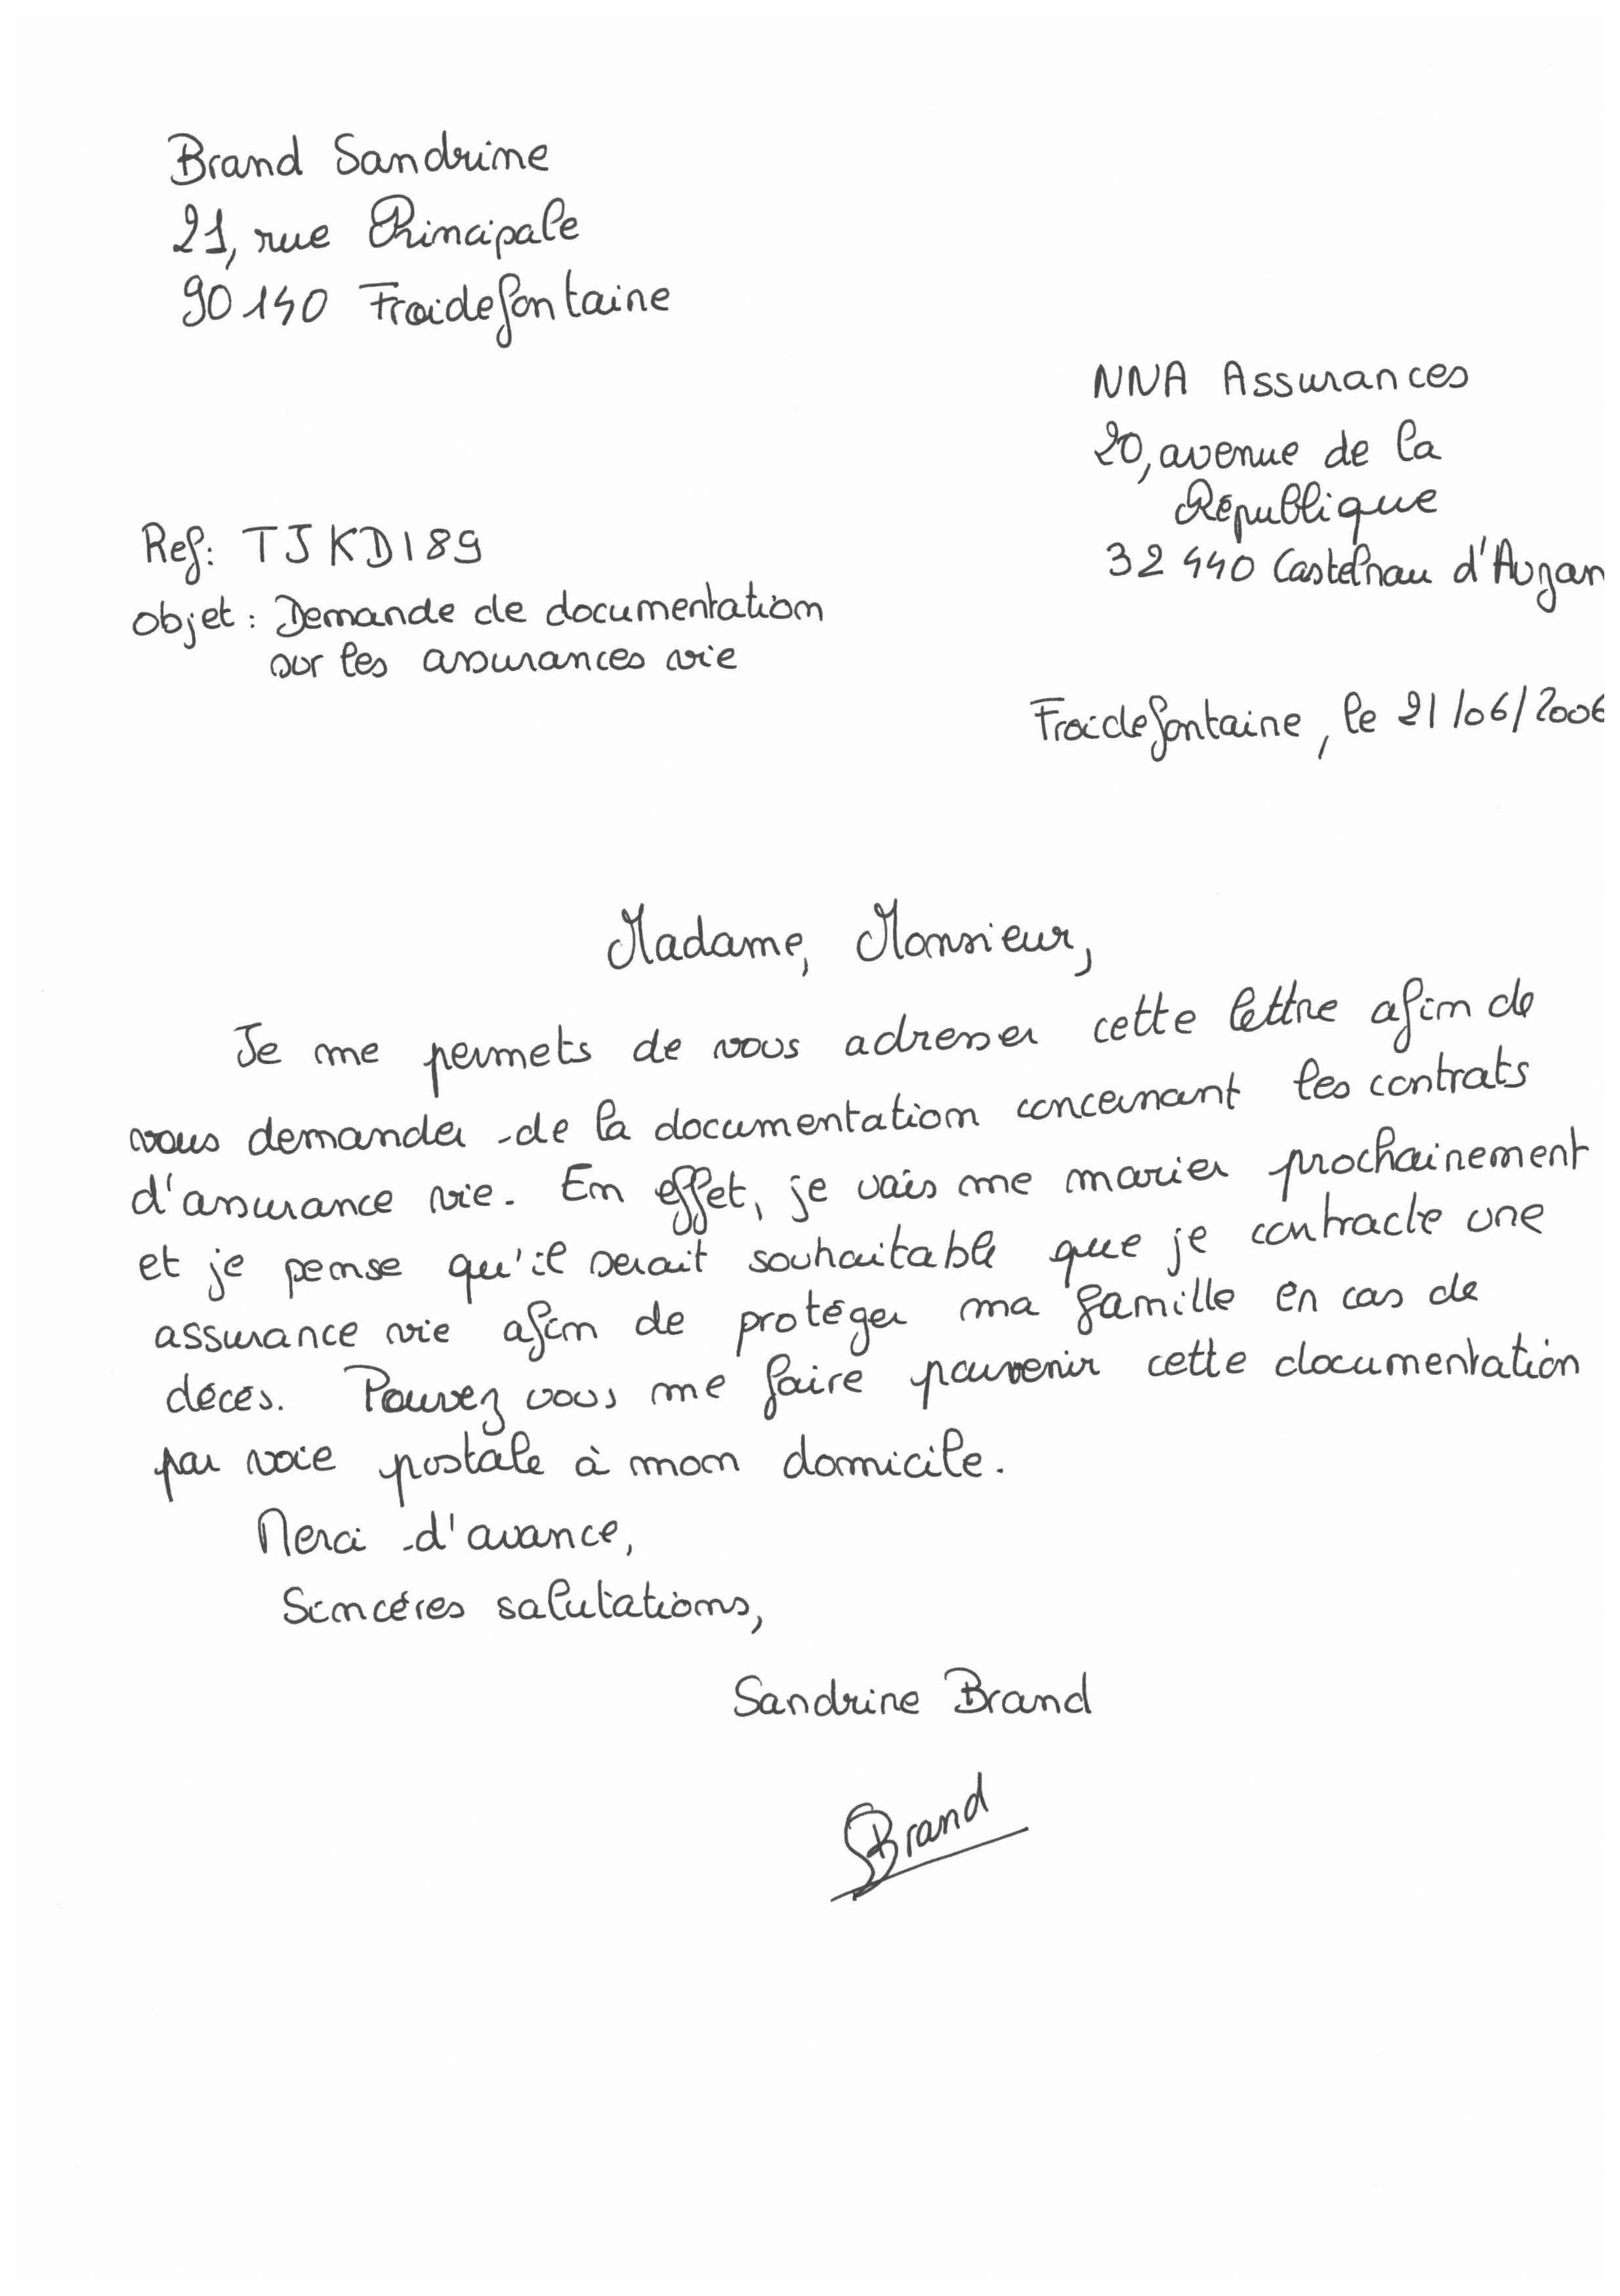 Brand Sandrine
21, rue Principale
90140 Froidefontaine
NNA Assurances
20, avenue de la
République
32 440 Castelnau d'Auzan
Ref: TJKD189
objet : Demande de documentation
sur les assurances vie
Froidefontaine, le 21/06/2006
Madame, Monsieur,
Je me permets de vous adresser cette lettre afin de
vous demander de la documentation concernant les contrats
d'assurance vie. En effet, je vais me marier prochainement
et je pense qu'il serait souhaitable que je contracte une
assurance vie afin de protéger ma famille en cas de
décés. Pouvez vous me faire parvenir cette documentation
par voie postale à mon domicile.
Merci d'avance,
Sincéres salutations,
Sandrine Brand
SBrand